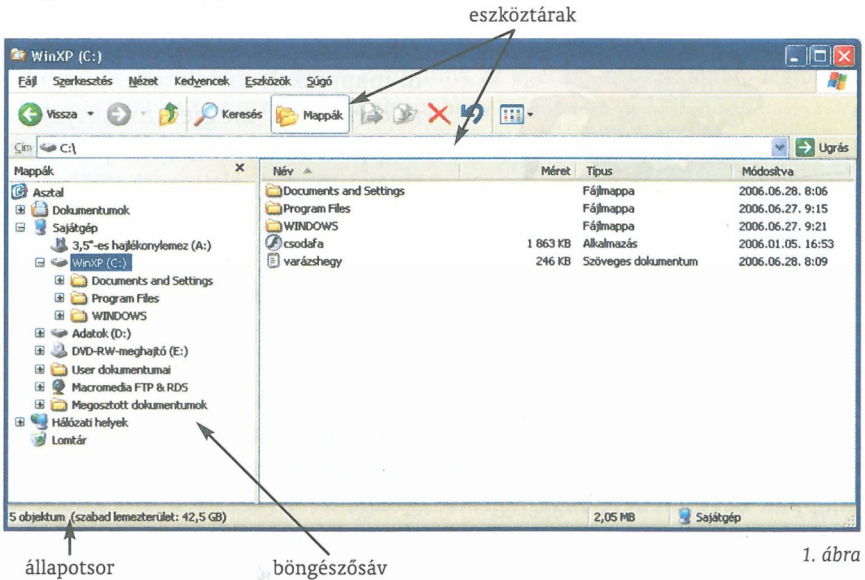 eszköztárak
WinXP (C:)
Fájl Szerkesztés Nézet Kedvencek Eszközök Súgó
Vissza Keresés Mappák
Cím C:\ Ugrás
Mappák x
Név Méret Típus Módosítva
Asztal
Dokumentumok
Sajátgép
3,5"-es hajlékonylemez (A:)
WinXP (C:)
Documents and Settings
Program Files
WINDOWS
Adatok (D:)
DVD-RW-meghajtó (E:)
User dokumentumai
Macromedia FTP & RDS
Megosztott dokumentumok
Hálózati helyek
Lomtár
Documents and Settings Fájlmappa 2006.06.28. 8:06
Program Files Fájlmappa 2006.06.27. 9:15
WINDOWS Fájlmappa 2006.06.27. 9:21
csodafa 1 863 KB Alkalmazás 2006.01.05. 16:53
varázshegy 246 KB Szöveges dokumentum 2006.06.28. 8:09
5 objektum (szabad lemezterület: 42,5 GB) 2,05 MB Sajátgép
1. ábra
állapotsor böngészősáv